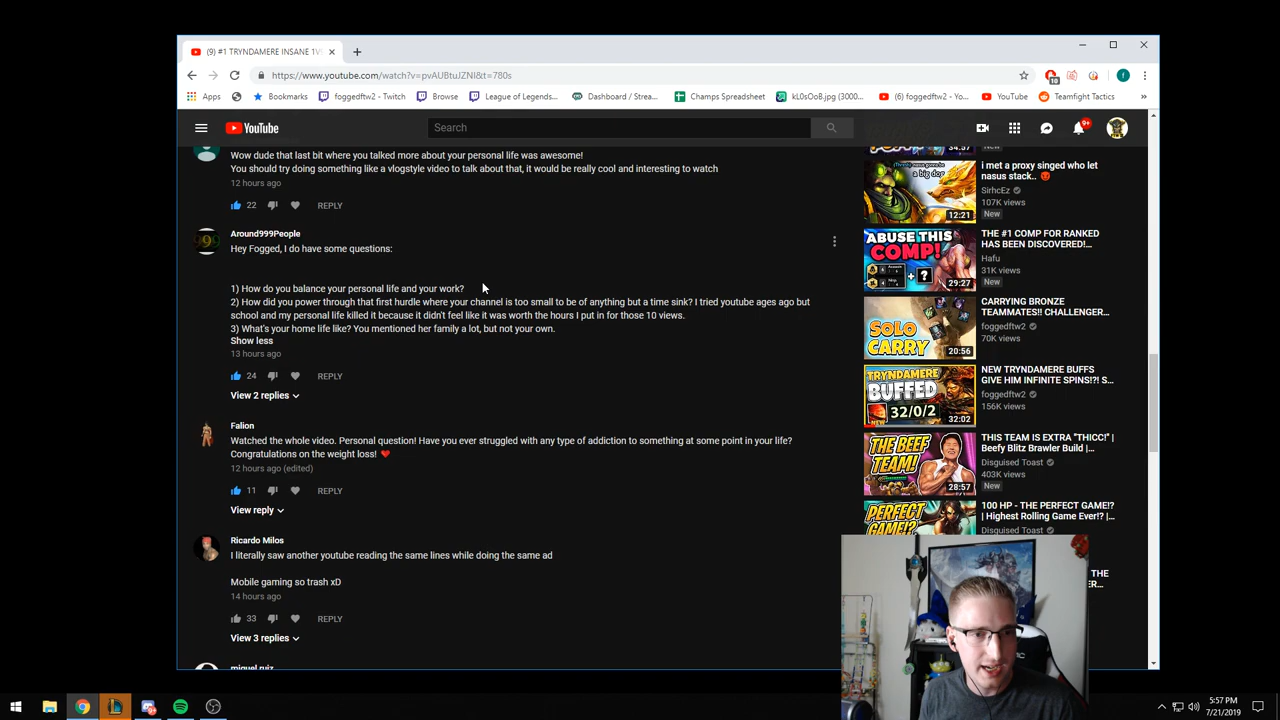 (9) #1 TRYNDAMERE INSANE 1V
https://www.youtube.com/watch?v=pvAUBtuJZNI&t=780s
10
f
Apps
Bookmarks
foggedftw2 - Twitch
Browse
League of Legends...
Dashboard / Strea...
Champs Spreadsheet
kL0sOoB.jpg (3000...
(6) foggedftw2 - Yo...
YouTube
Teamfight Tactics
»
YouTube
Search
9+
Wow dude that last bit where you talked more about your personal life was awesome!
You should try doing something like a vlogstyle video to talk about that, it would be really cool and interesting to watch
12 hours ago
22 REPLY
999
Around999People
Hey Fogged, I do have some questions:
1) How do you balance your personal life and your work?
2) How did you power through that first hurdle where your channel is too small to be of anything but a time sink? I tried youtube ages ago but
school and my personal life killed it because it didn't feel like it was worth the hours I put in for those 10 views.
3) What's your home life like? You mentioned her family a lot, but not your own.
Show less
13 hours ago
24 REPLY
View 2 replies
Falion
Watched the whole video. Personal question! Have you ever struggled with any type of addiction to something at some point in your life?
Congratulations on the weight loss! ❤
12 hours ago (edited)
11 REPLY
View reply
Ricardo Milos
I literally saw another youtube reading the same lines while doing the same ad
Mobile gaming so trash xD
14 hours ago
33 REPLY
View 3 replies
miguel ruiz
34:57
New
a big dog
12:21
i met a proxy singed who let
nasus stack.. 😡
SirhcEz
107K views
New
ABUSE THIS
COMP!
29:27
THE #1 COMP FOR RANKED
HAS BEEN DISCOVERED!...
Hafu
31K views
New
SOLO
CARRY
20:56
CARRYING BRONZE
TEAMMATES!! CHALLENGER...
foggedftw2
70K views
TRYNDAMERE
BUFFED
32/0/2
32:02
NEW TRYNDAMERE BUFFS
GIVE HIM INFINITE SPINS!?! S...
foggedftw2
156K views
THE BEEF
TEAM!
28:57
THIS TEAM IS EXTRA "THICC!" |
Beefy Blitz Brawler Build |...
Disguised Toast
403K views
New
PERFECT
GAME!?
100 HP - THE PERFECT GAME!?
| Highest Rolling Game Ever!? |...
Disguised Toast
THE
5:57 PM
7/21/2019